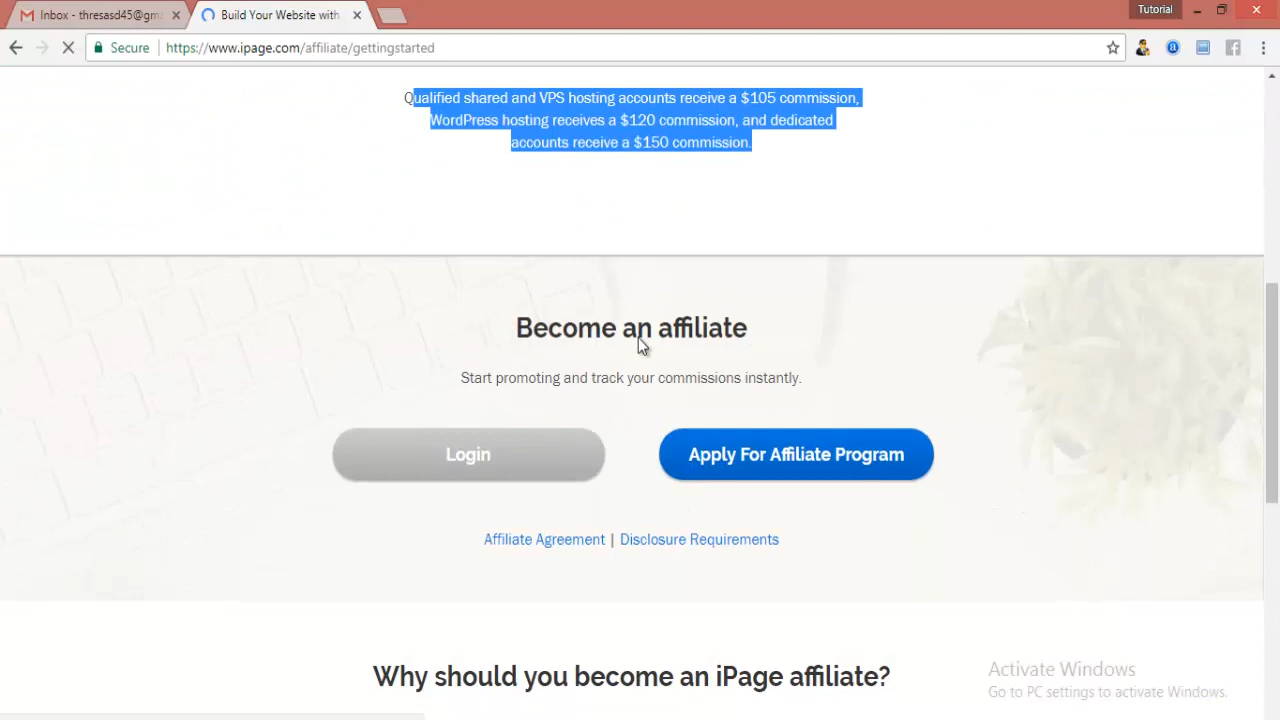 Inbox - thresasd45@gma
Build Your Website with
Tutorial
Secure
https://www.ipage.com/affiliate/gettingstarted
Qualified shared and VPS hosting accounts receive a $105 commission,
WordPress hosting receives a $120 commission, and dedicated
accounts receive a $150 commission.
Become an affiliate
Start promoting and track your commissions instantly.
Login
Apply For Affiliate Program
Affiliate Agreement | Disclosure Requirements
Why should you become an iPage affiliate?
Activate Windows
Go to PC settings to activate Windows.